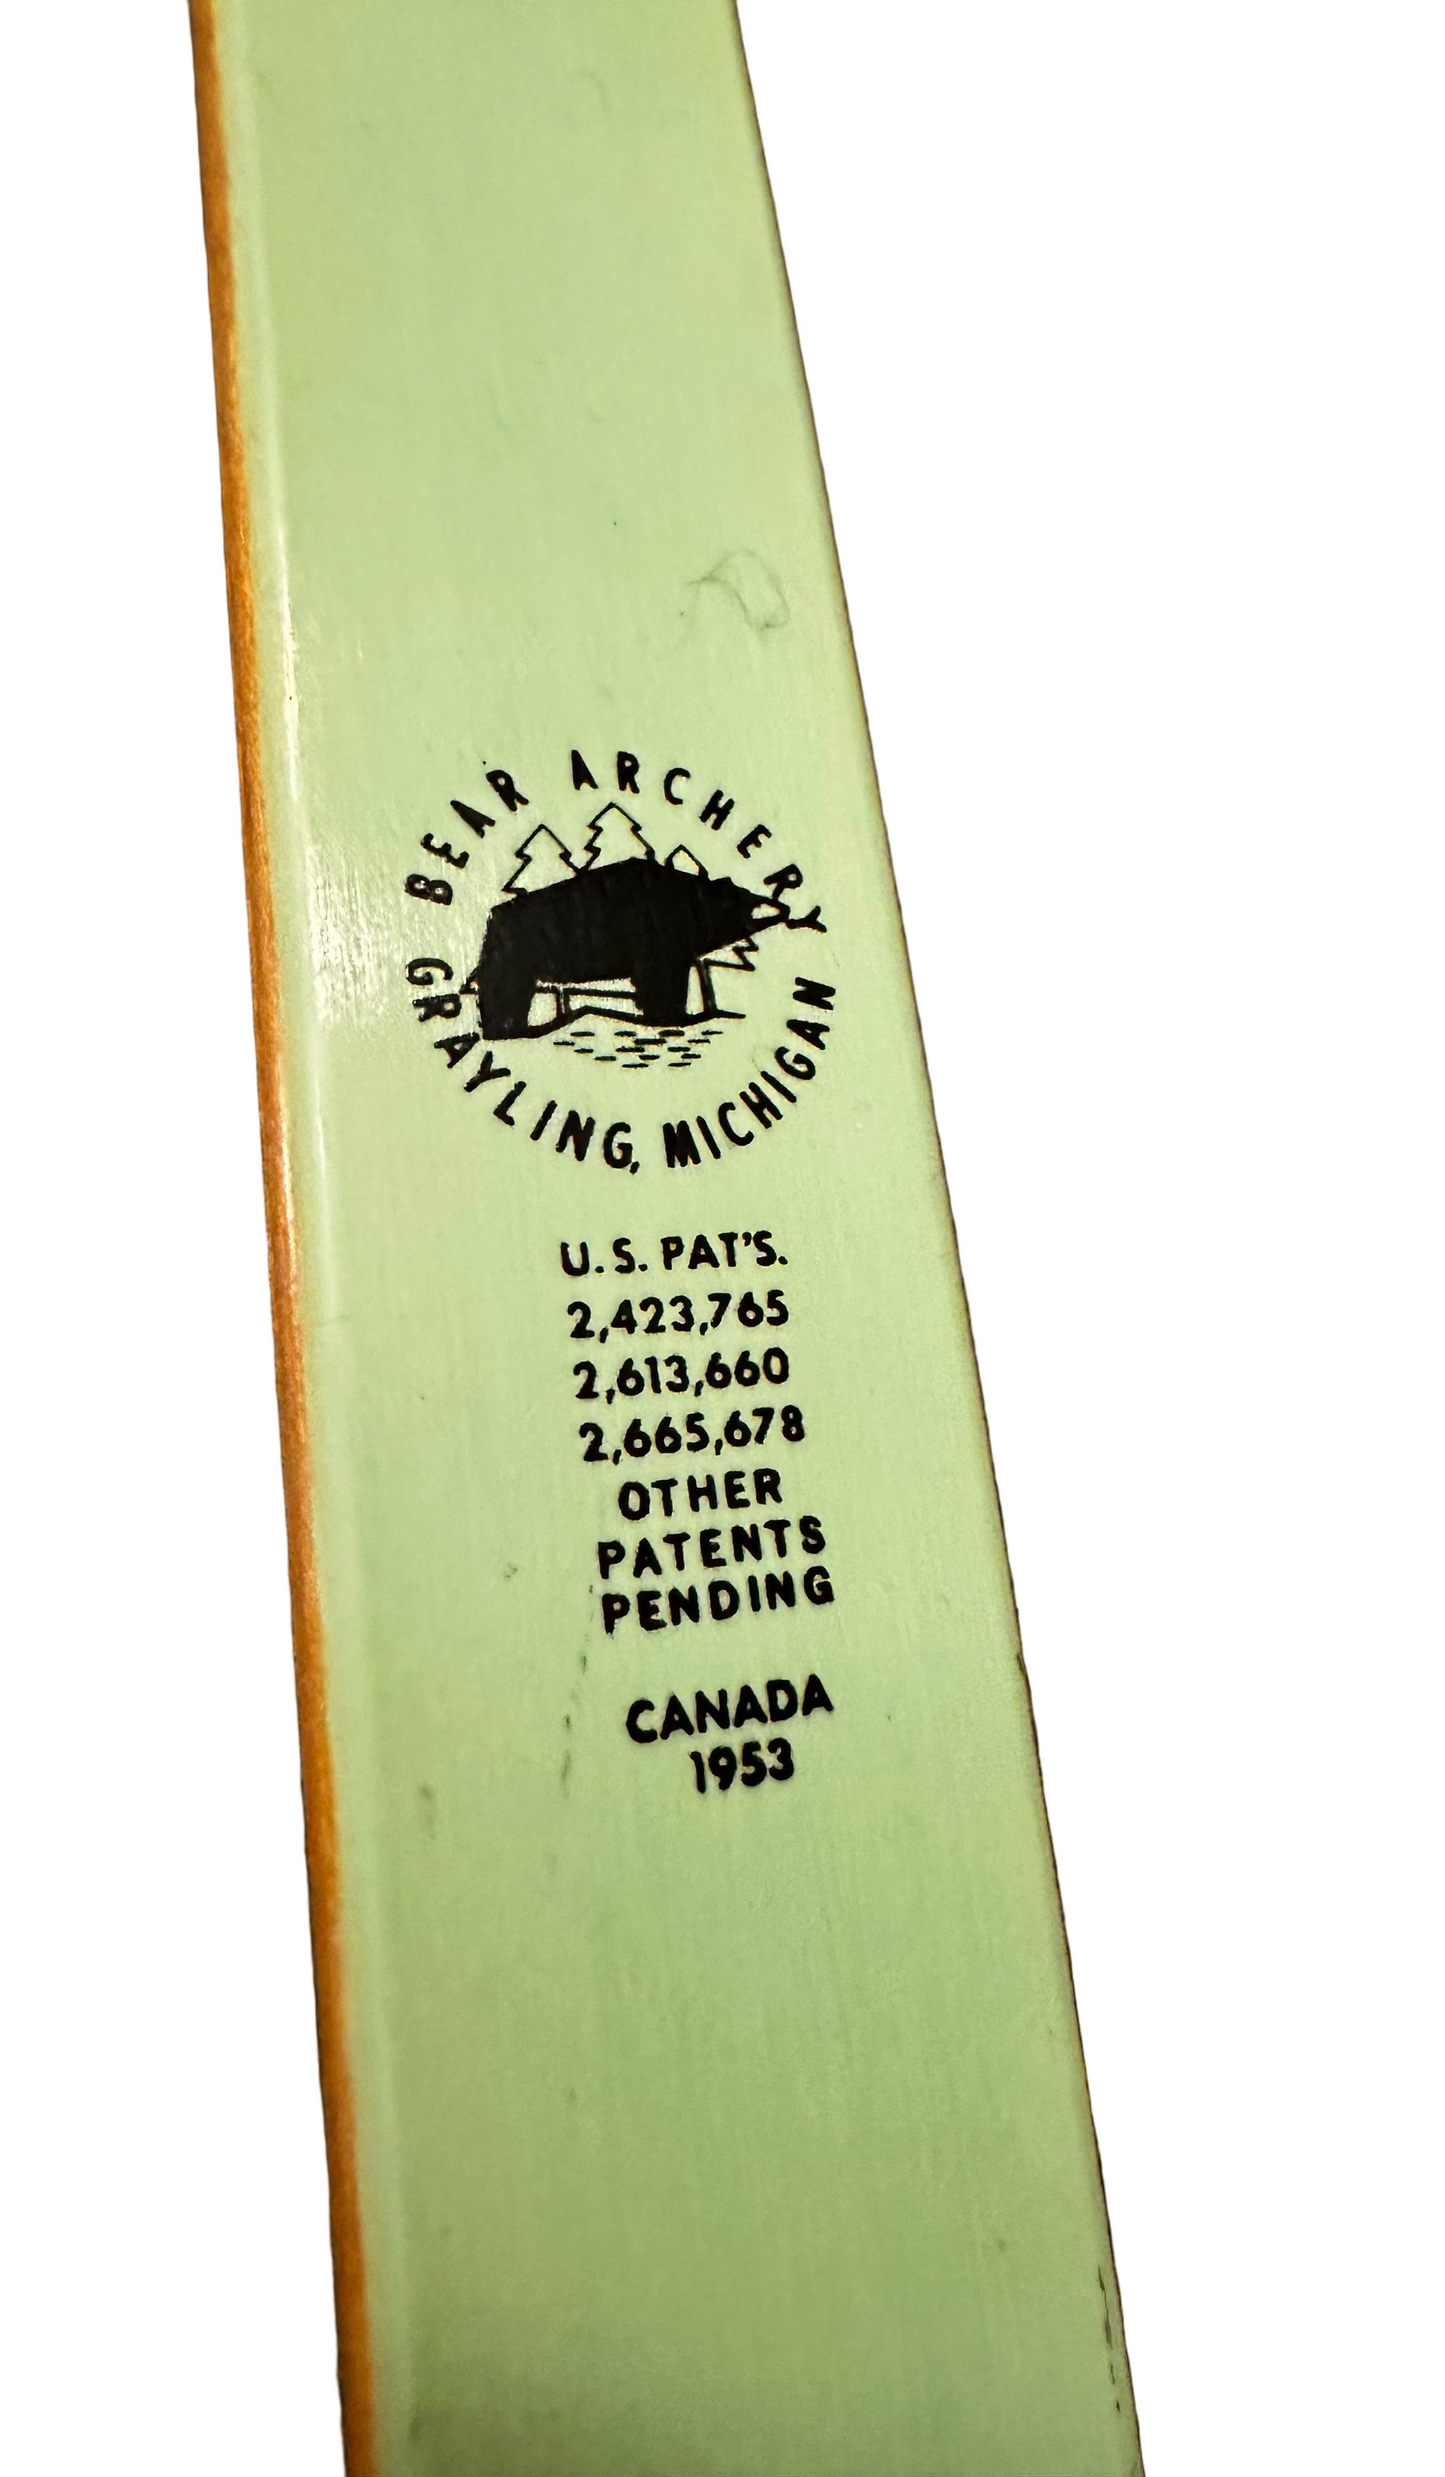 BEAR ARCHERY
GRAYLING, MICHIGAN
U.S. PAT'S.
2,423,765
2,613,660
2,665,678
OTHER
PATENTS
PENDING
CANADA
1953